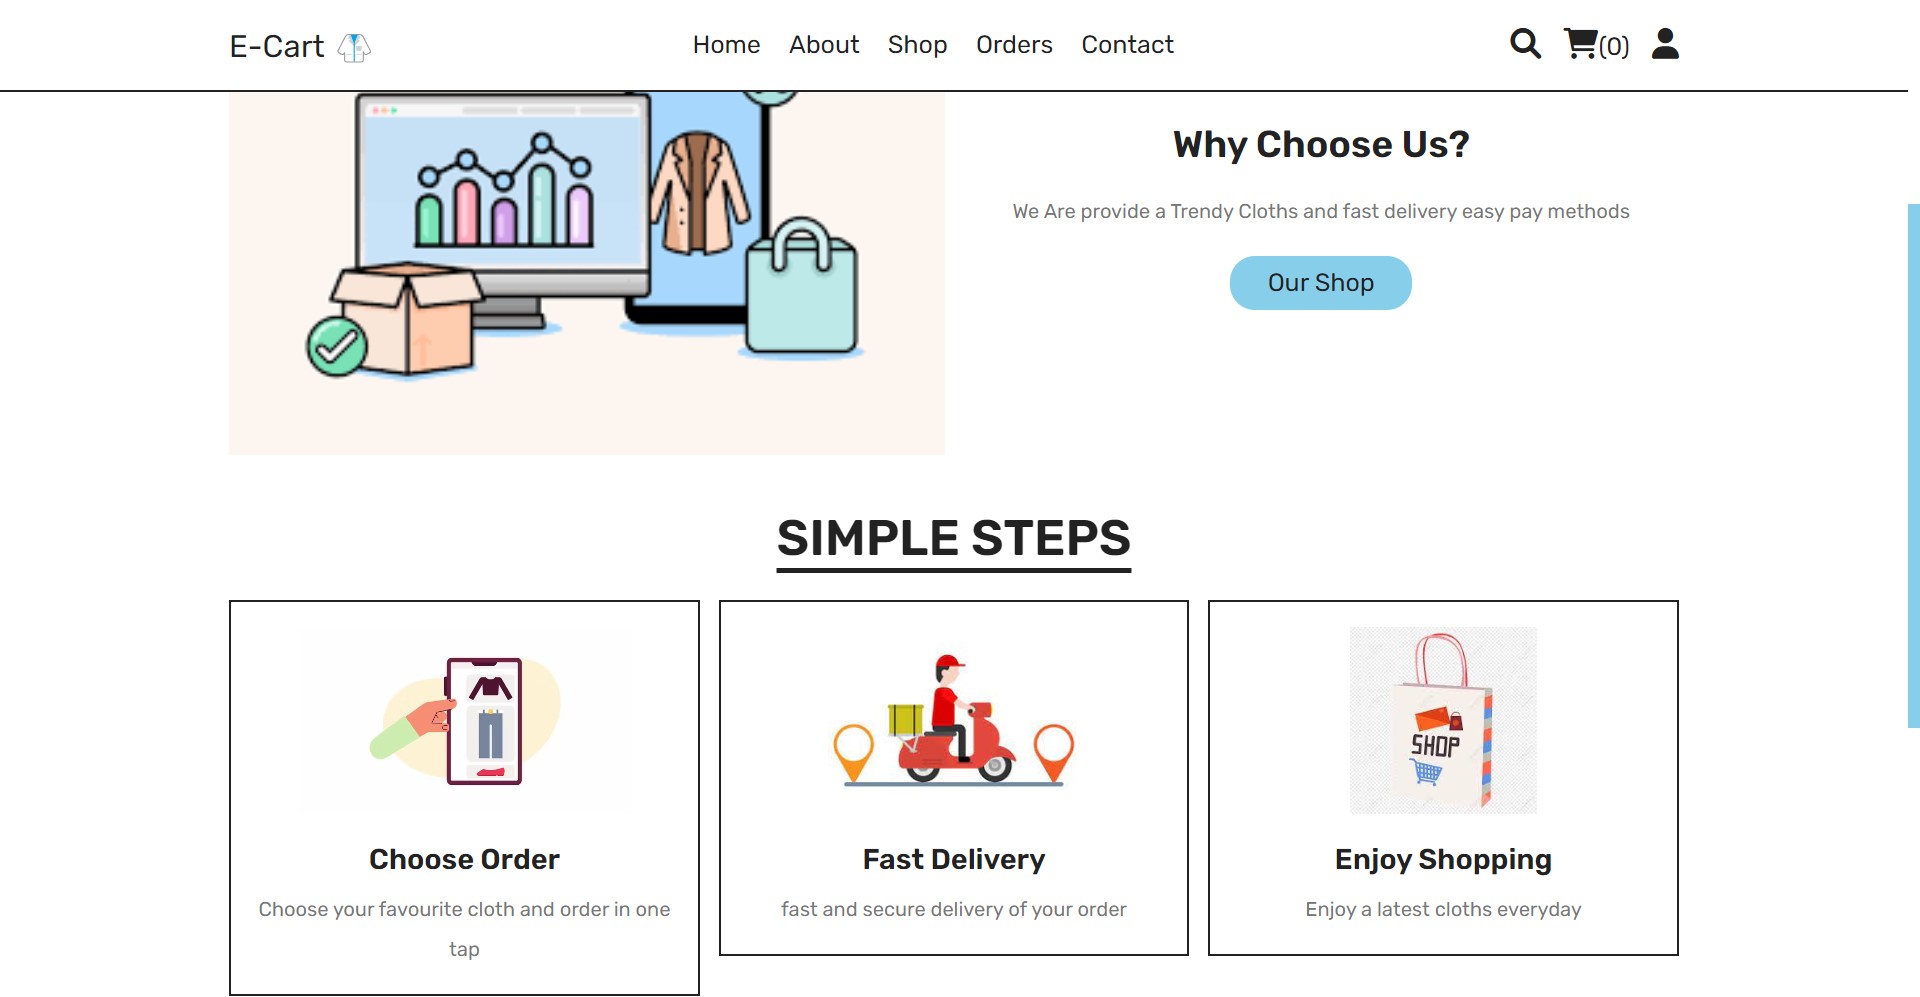 E-Cart
Home About Shop Orders Contact
(0)
Why Choose Us?
We Are provide a Trendy Cloths and fast delivery easy pay methods
Our Shop
SIMPLE STEPS
SHOP
Choose Order
Choose your favourite cloth and order in one
tap
Fast Delivery
fast and secure delivery of your order
Enjoy Shopping
Enjoy a latest cloths everyday